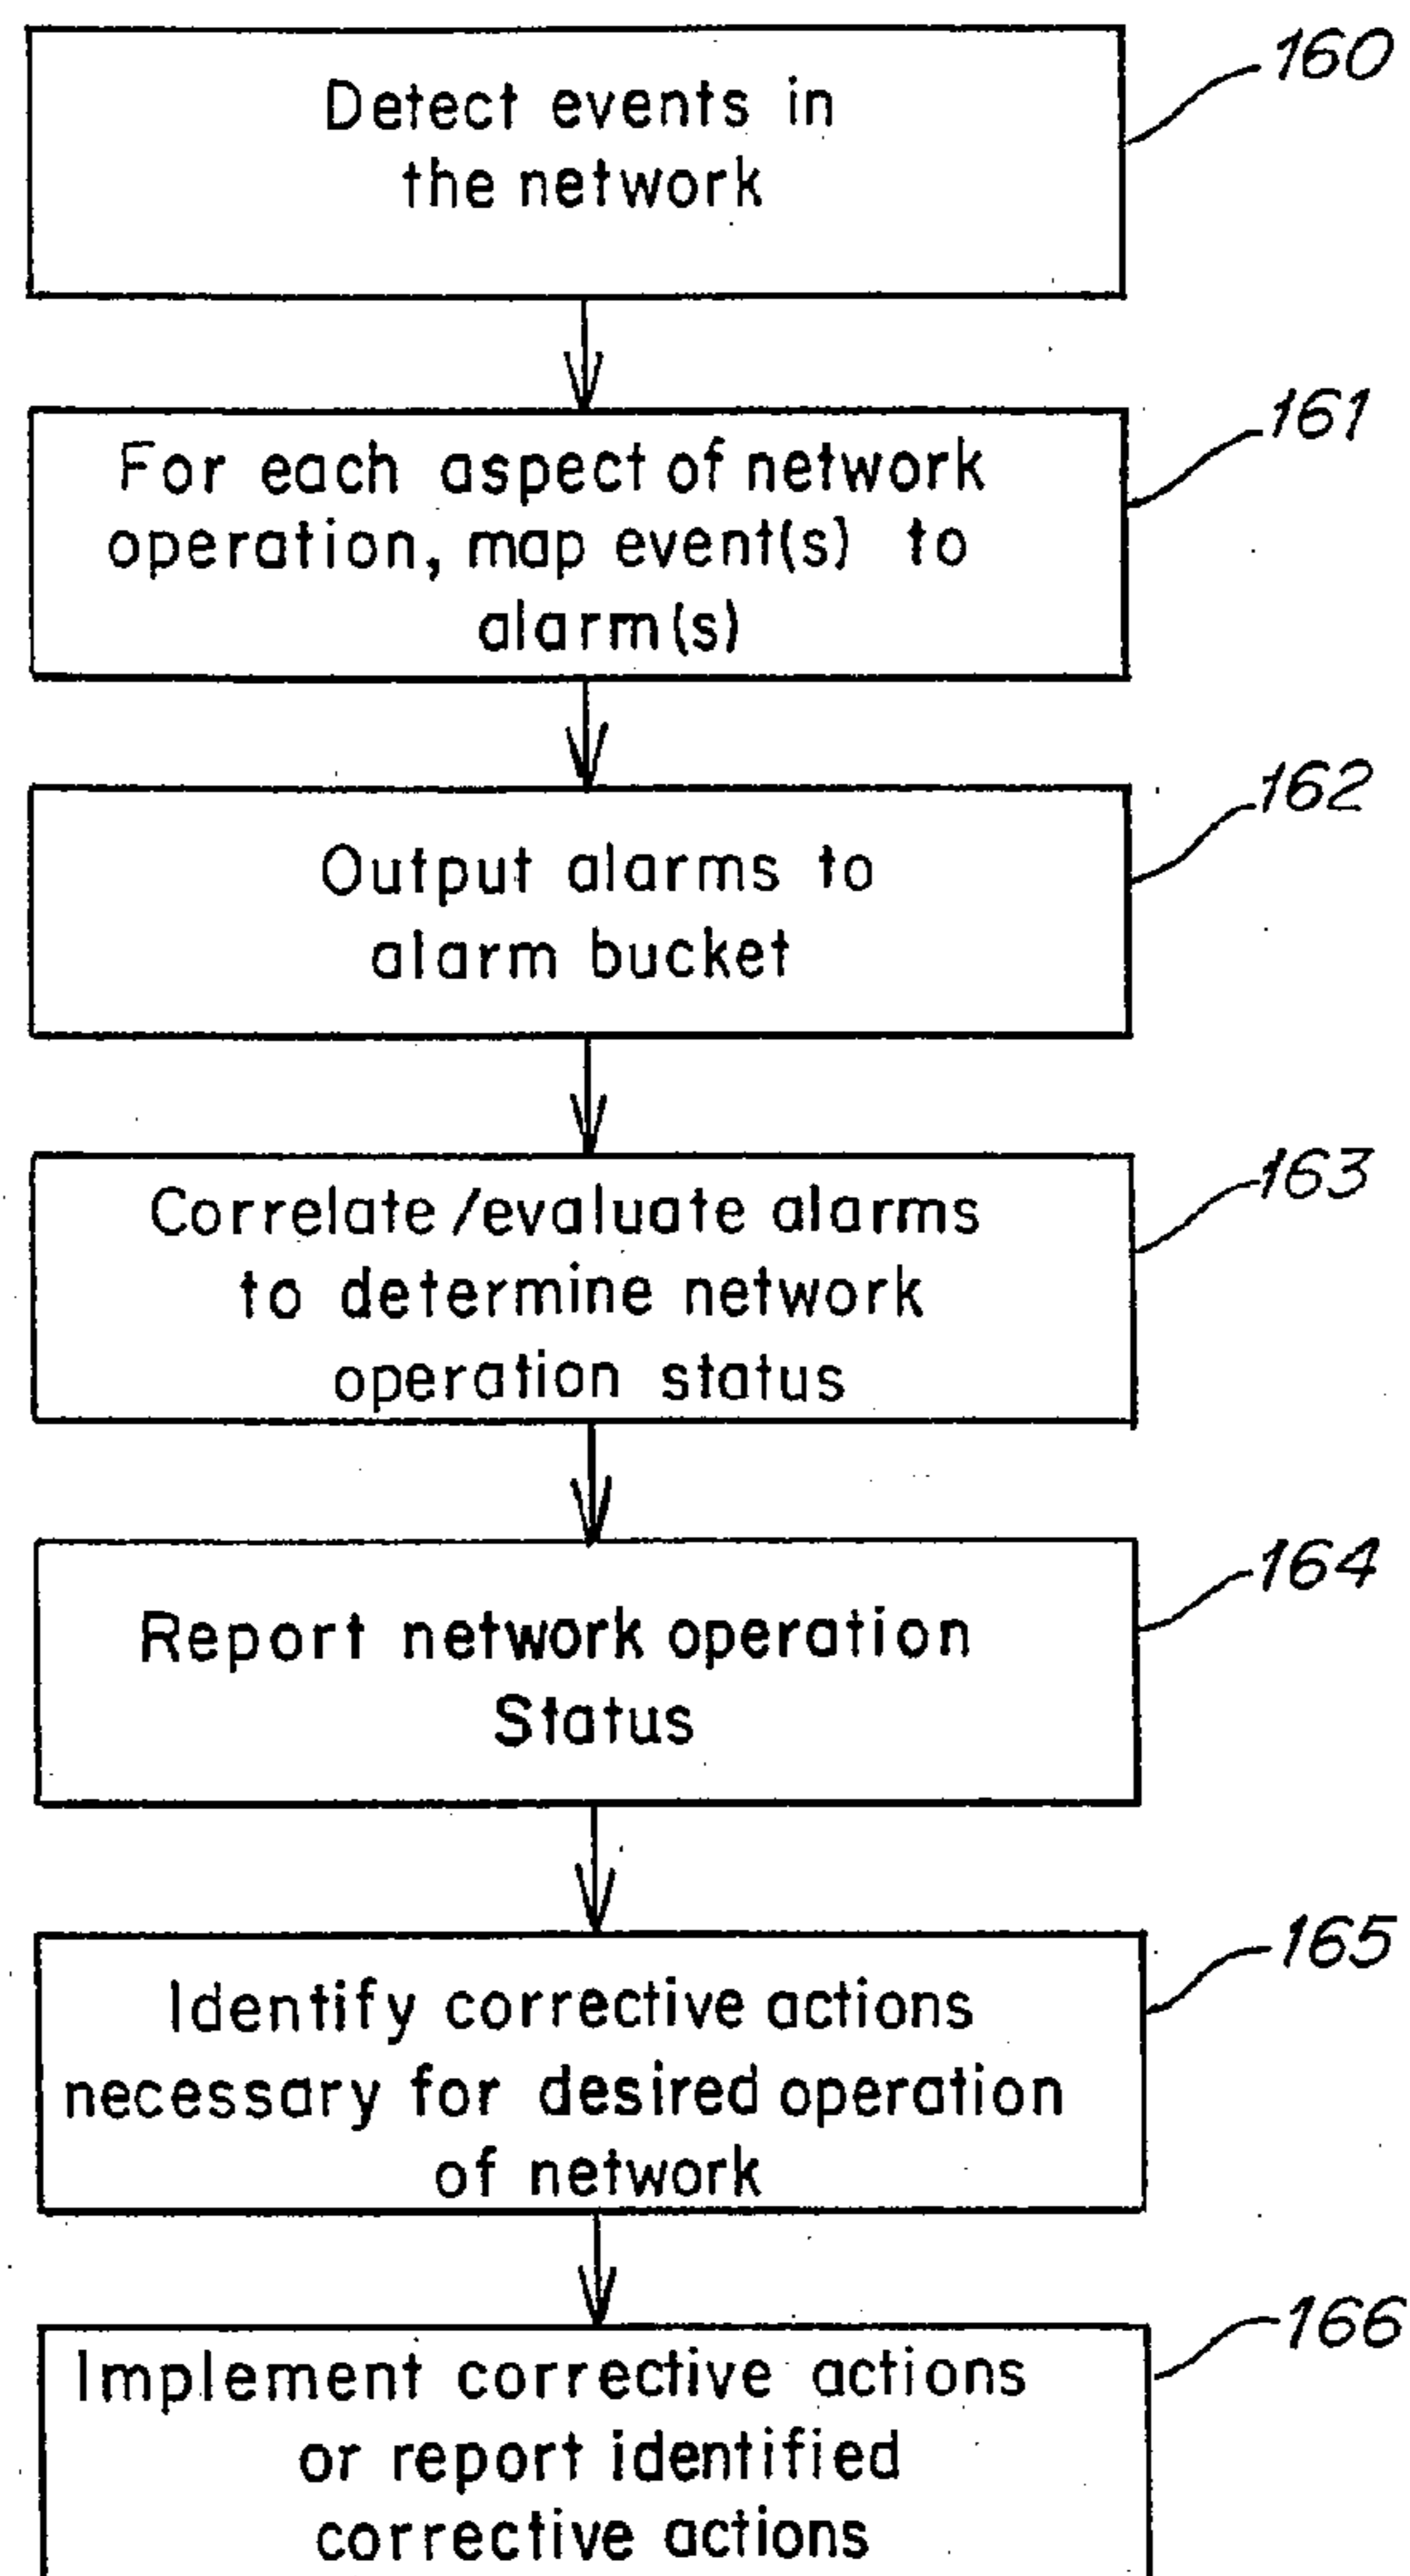 Detect events in
the network
160
For each aspect of network
operation, map event(s) to
alarm(s)
161
Output alarms to
alarm bucket
162
Correlate/evaluate alarms
to determine network
operation status
163
Report network operation
Status
164
Identify corrective actions
necessary for desired operation
of network
165
Implement corrective actions
or report identified
corrective actions
166